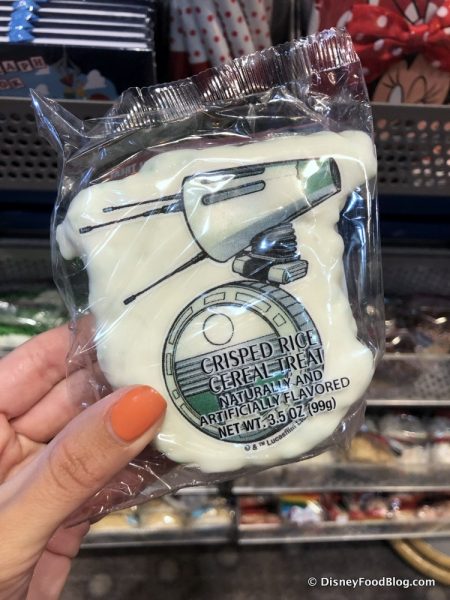 CRISPED RICE
CEREAL TREAT
NATURALLY AND
ARTIFICIALLY FLAVORED
NET WT. 3.5 OZ (99g)
© & ™ Lucasfilm Ltd.
© DisneyFoodBlog.com